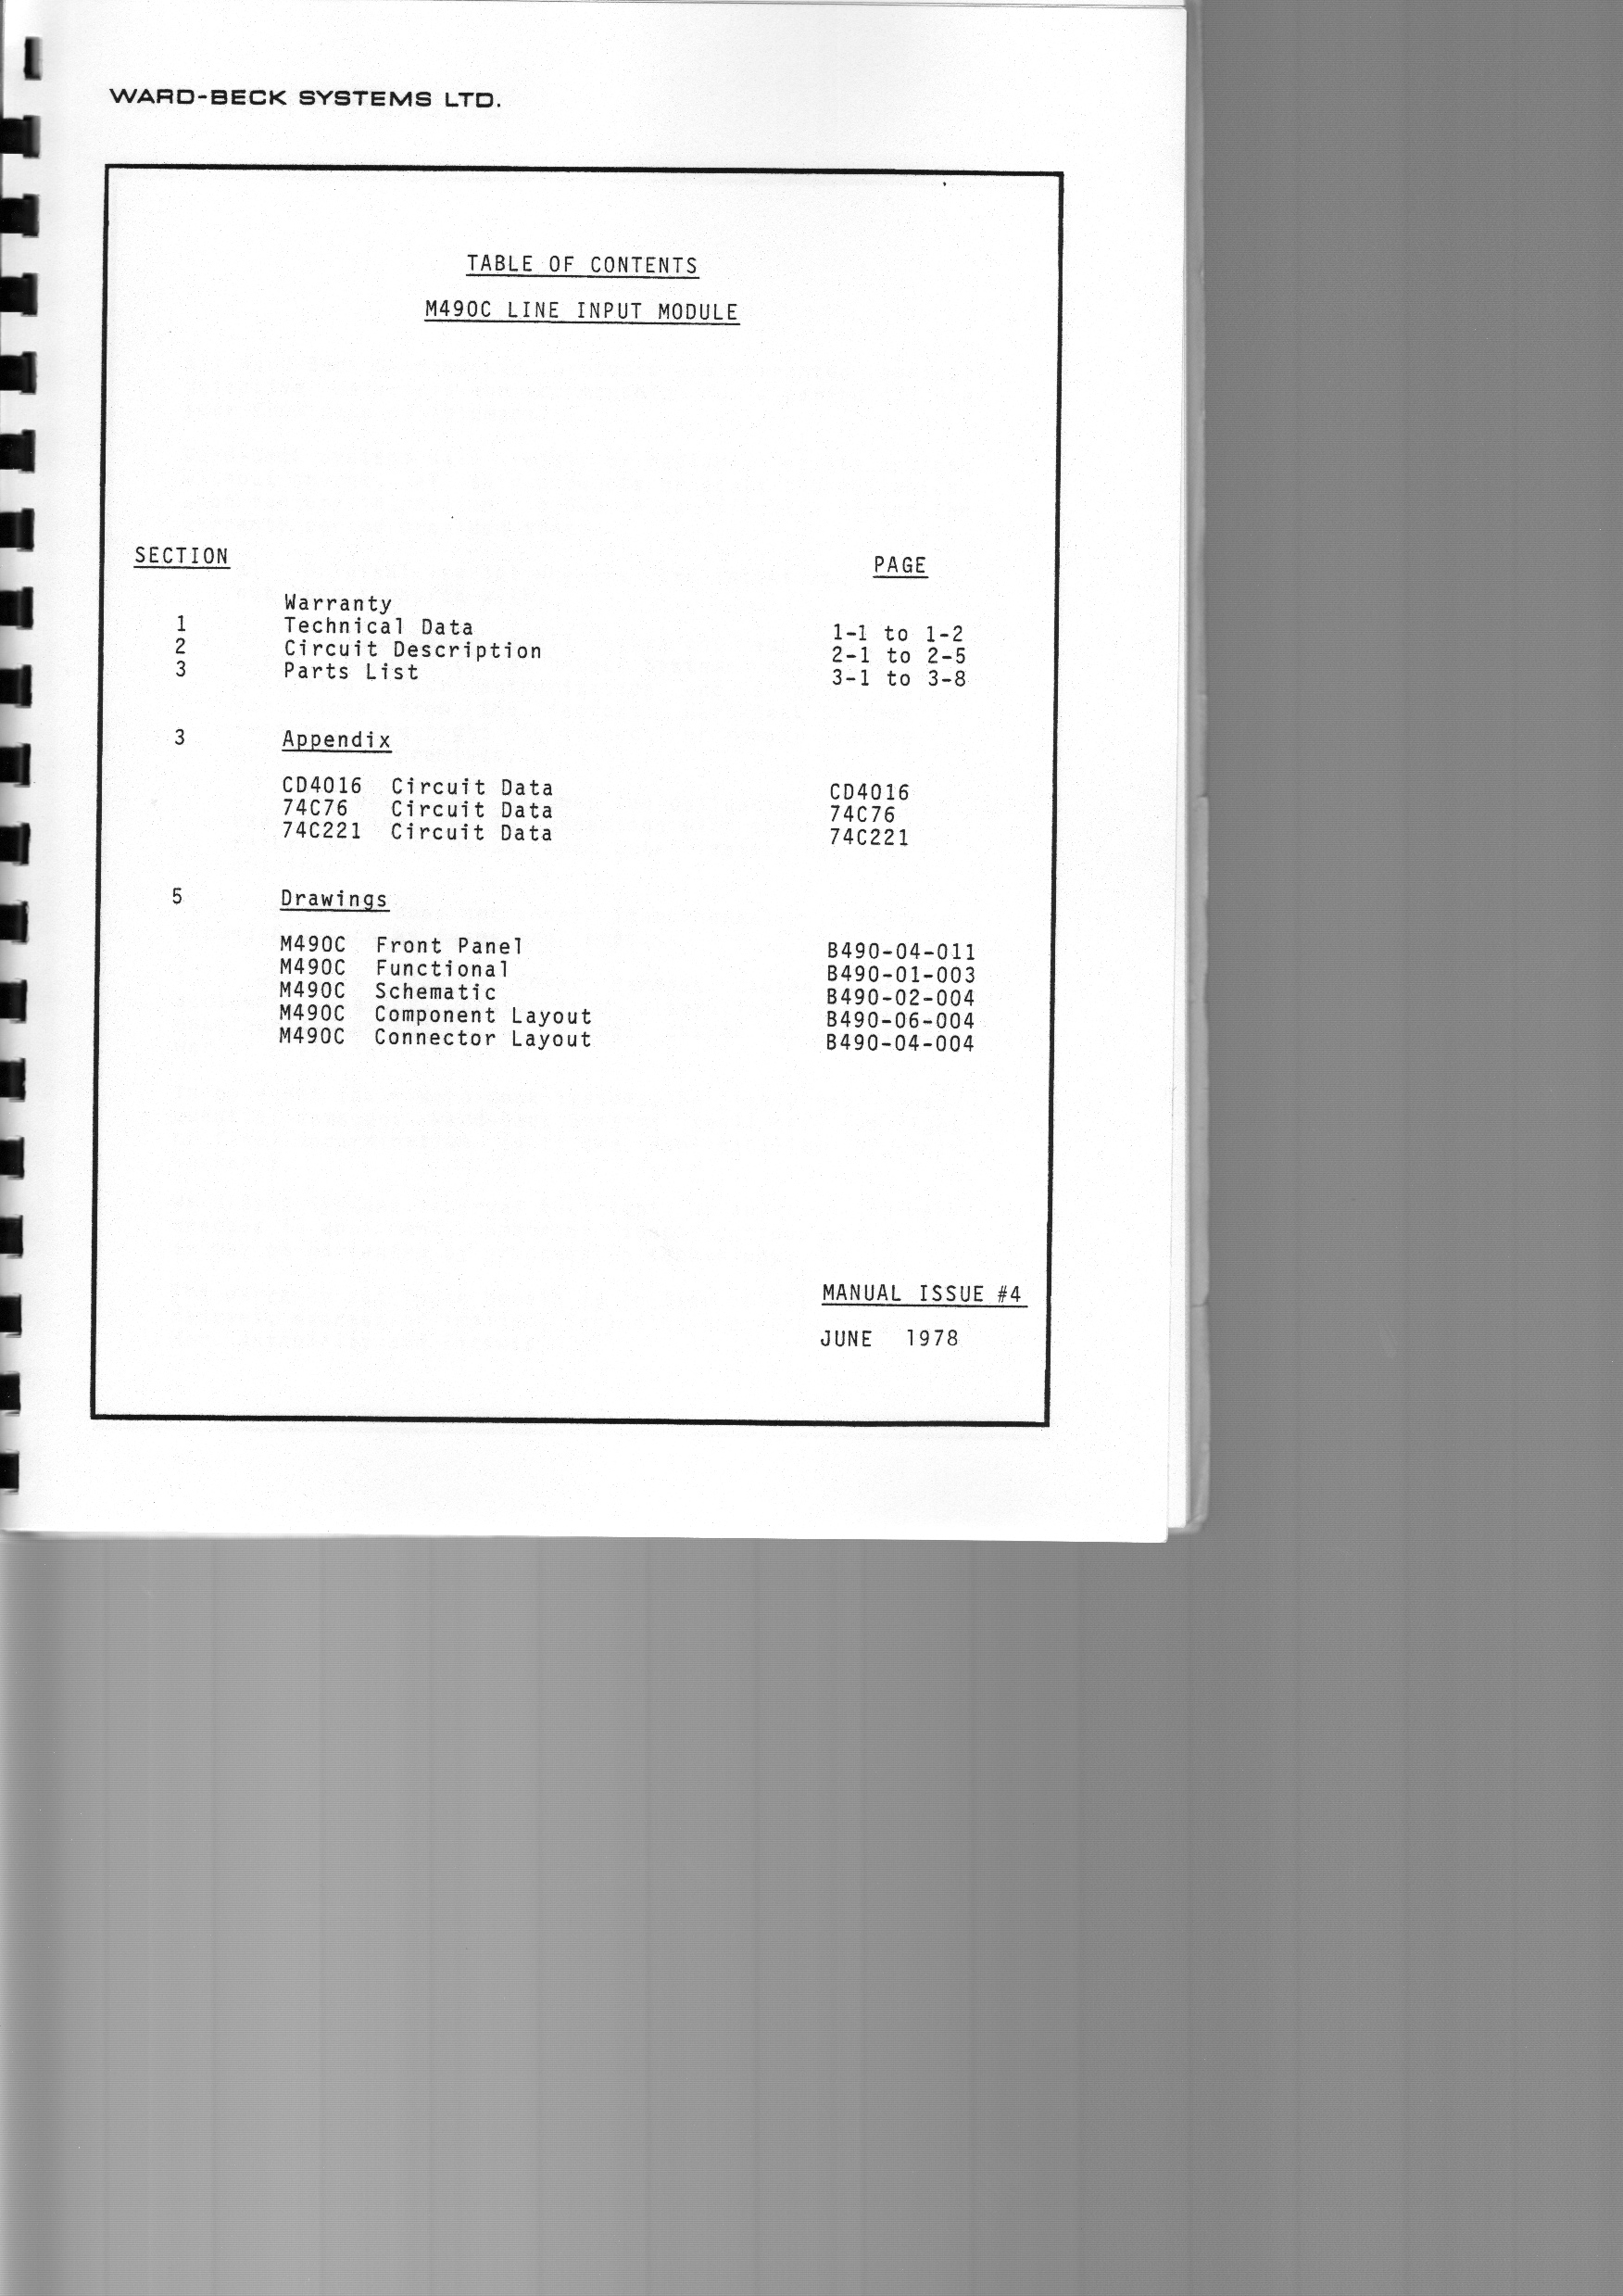 WARD-BECK SYSTEMS LTD.
TABLE OF CONTENTS
M490C LINE INPUT MODULE
SECTION PAGE
Warranty
1 Technical Data 1-1 to 1-2
2 Circuit Description 2-1 to 2-5
3 Parts List 3-1 to 3-8
3 Appendix
CD4016 Circuit Data CD4016
74C76 Circuit Data 74C76
74C221 Circuit Data 74C221
5 Drawings
M490C Front Panel B490-04-011
M490C Functional B490-01-003
M490C Schematic B490-02-004
M490C Component Layout B490-06-004
M490C Connector Layout B490-04-004
MANUAL ISSUE #4
JUNE 1978